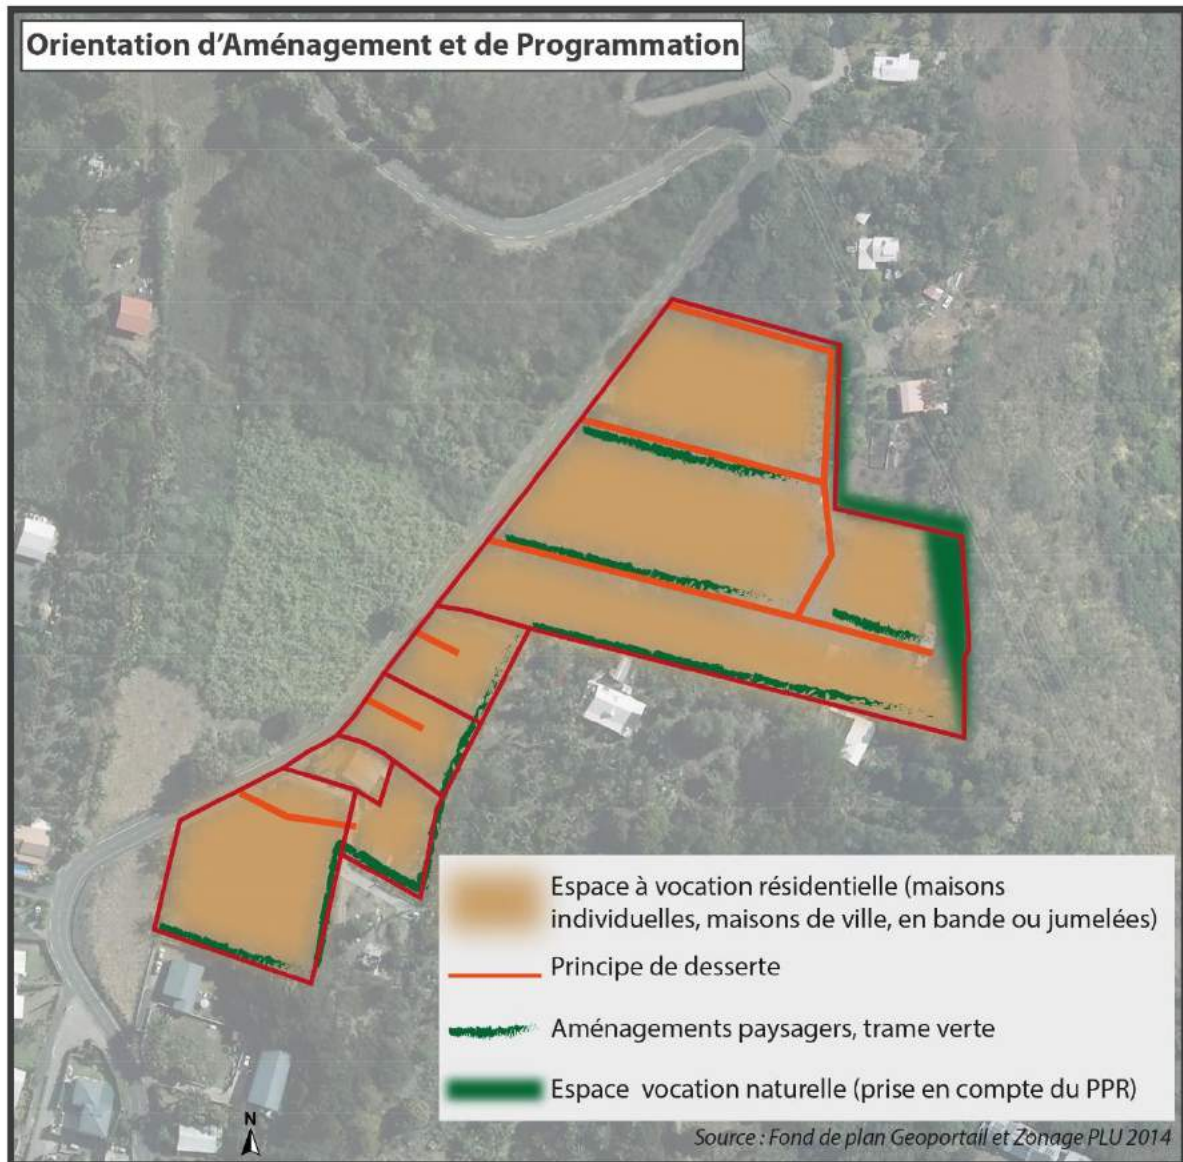 Orientation d'Aménagement et de Programmation
Espace à vocation résidentielle (maisons
individuelles, maisons de ville, en bande ou jumelées)
Principe de desserte
Aménagements paysagers, trame verte
Espace vocation naturelle (prise en compte du PPR)
N
Source : Fond de plan Geoportail et Zonage PLU 2014